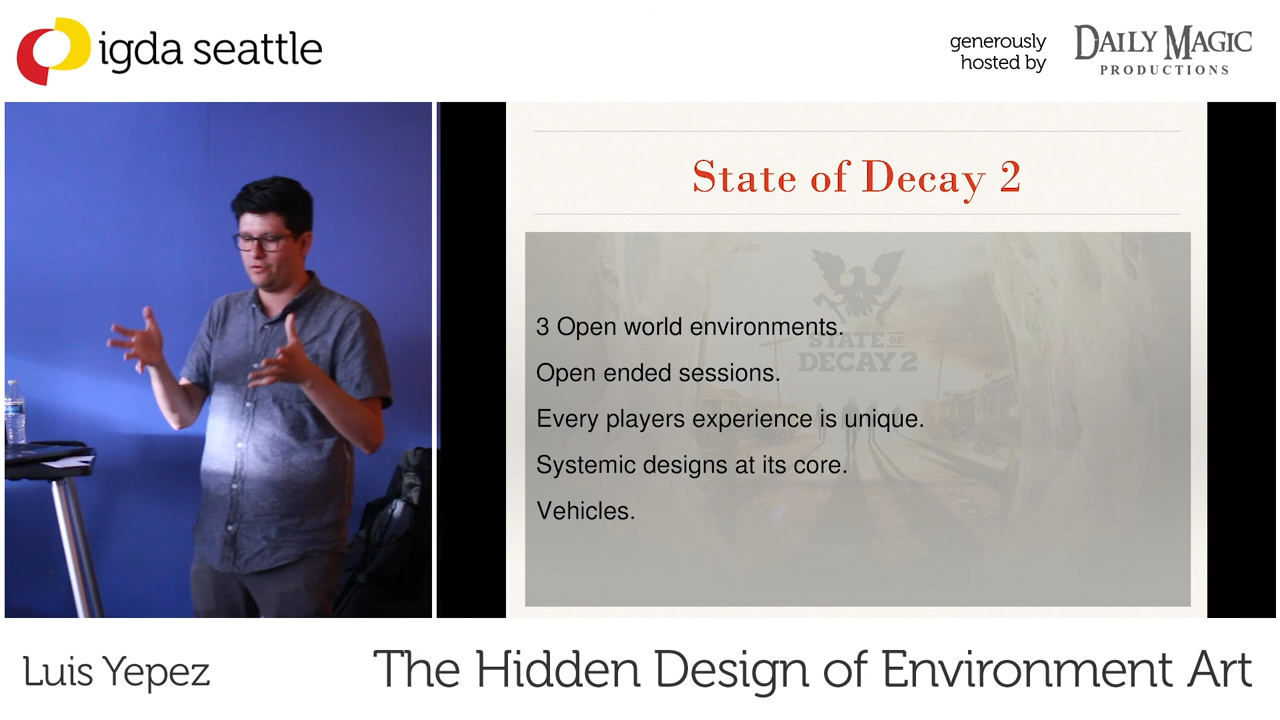 igda seattle
generously
hosted by
DAILY MAGIC
PRODUCTIONS
State of Decay 2
STATE OF
DECAY 2
3 Open world environments.
Open ended sessions.
Every players experience is unique.
Systemic designs at its core.
Vehicles.
Luis Yepez
The Hidden Design of Environment Art